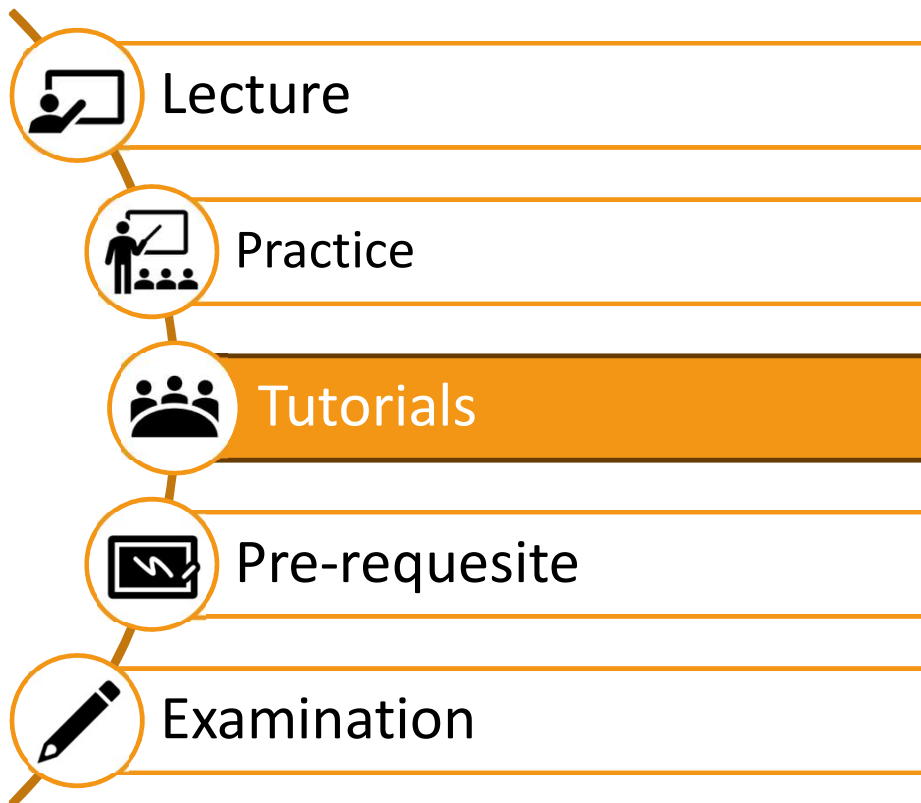 Lecture
Practice
Tutorials
Pre-requesite
Examination